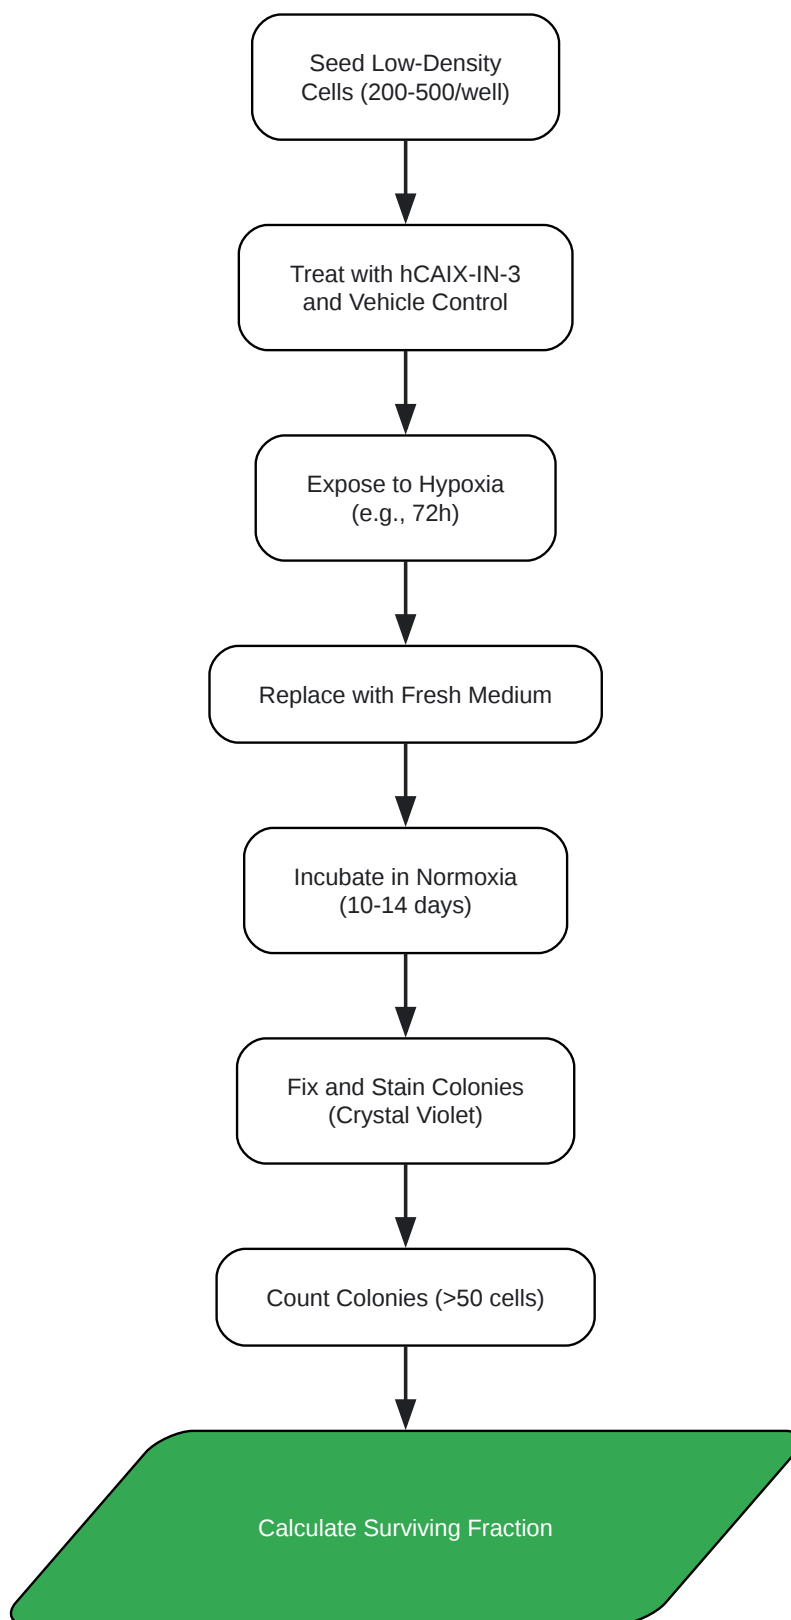 Seed Low-Density
Cells (200-500/well)
Treat with hCAIX-IN-3
and Vehicle Control
Expose to Hypoxia
(e.g., 72h)
Replace with Fresh Medium
Incubate in Normoxia
(10-14 days)
Fix and Stain Colonies
(Crystal Violet)
Count Colonies (>50 cells)
Calculate Surviving Fraction